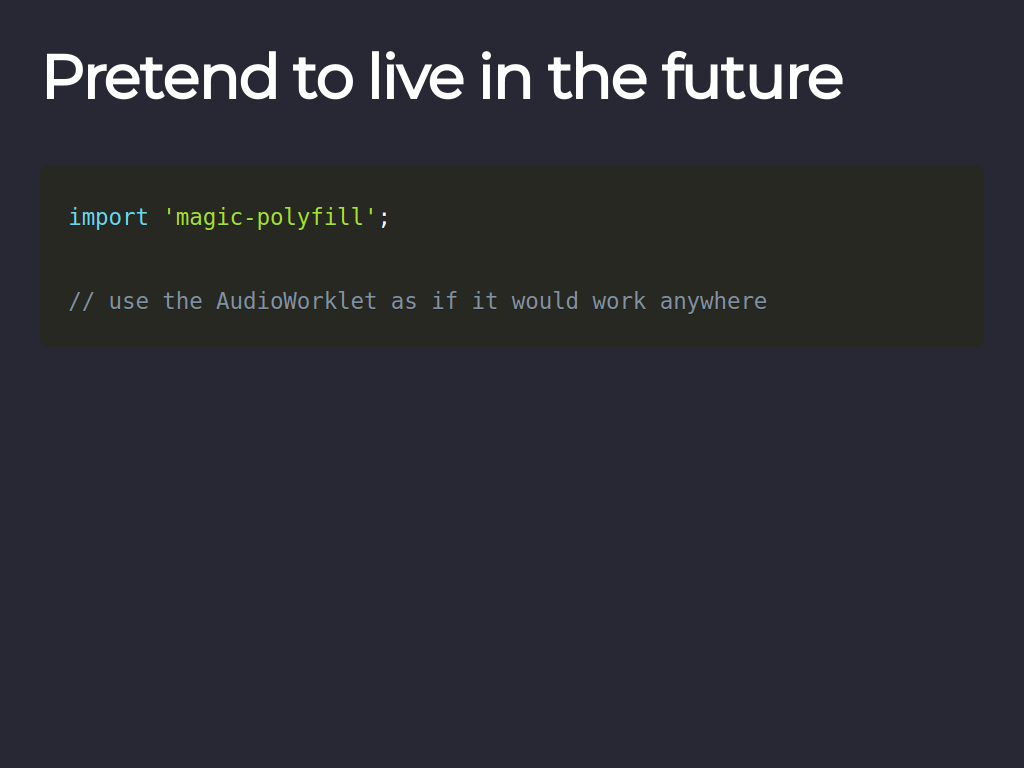 Pretend to live in the future
import 'magic-polyfill';
// use the AudioWorklet as if it would work anywhere